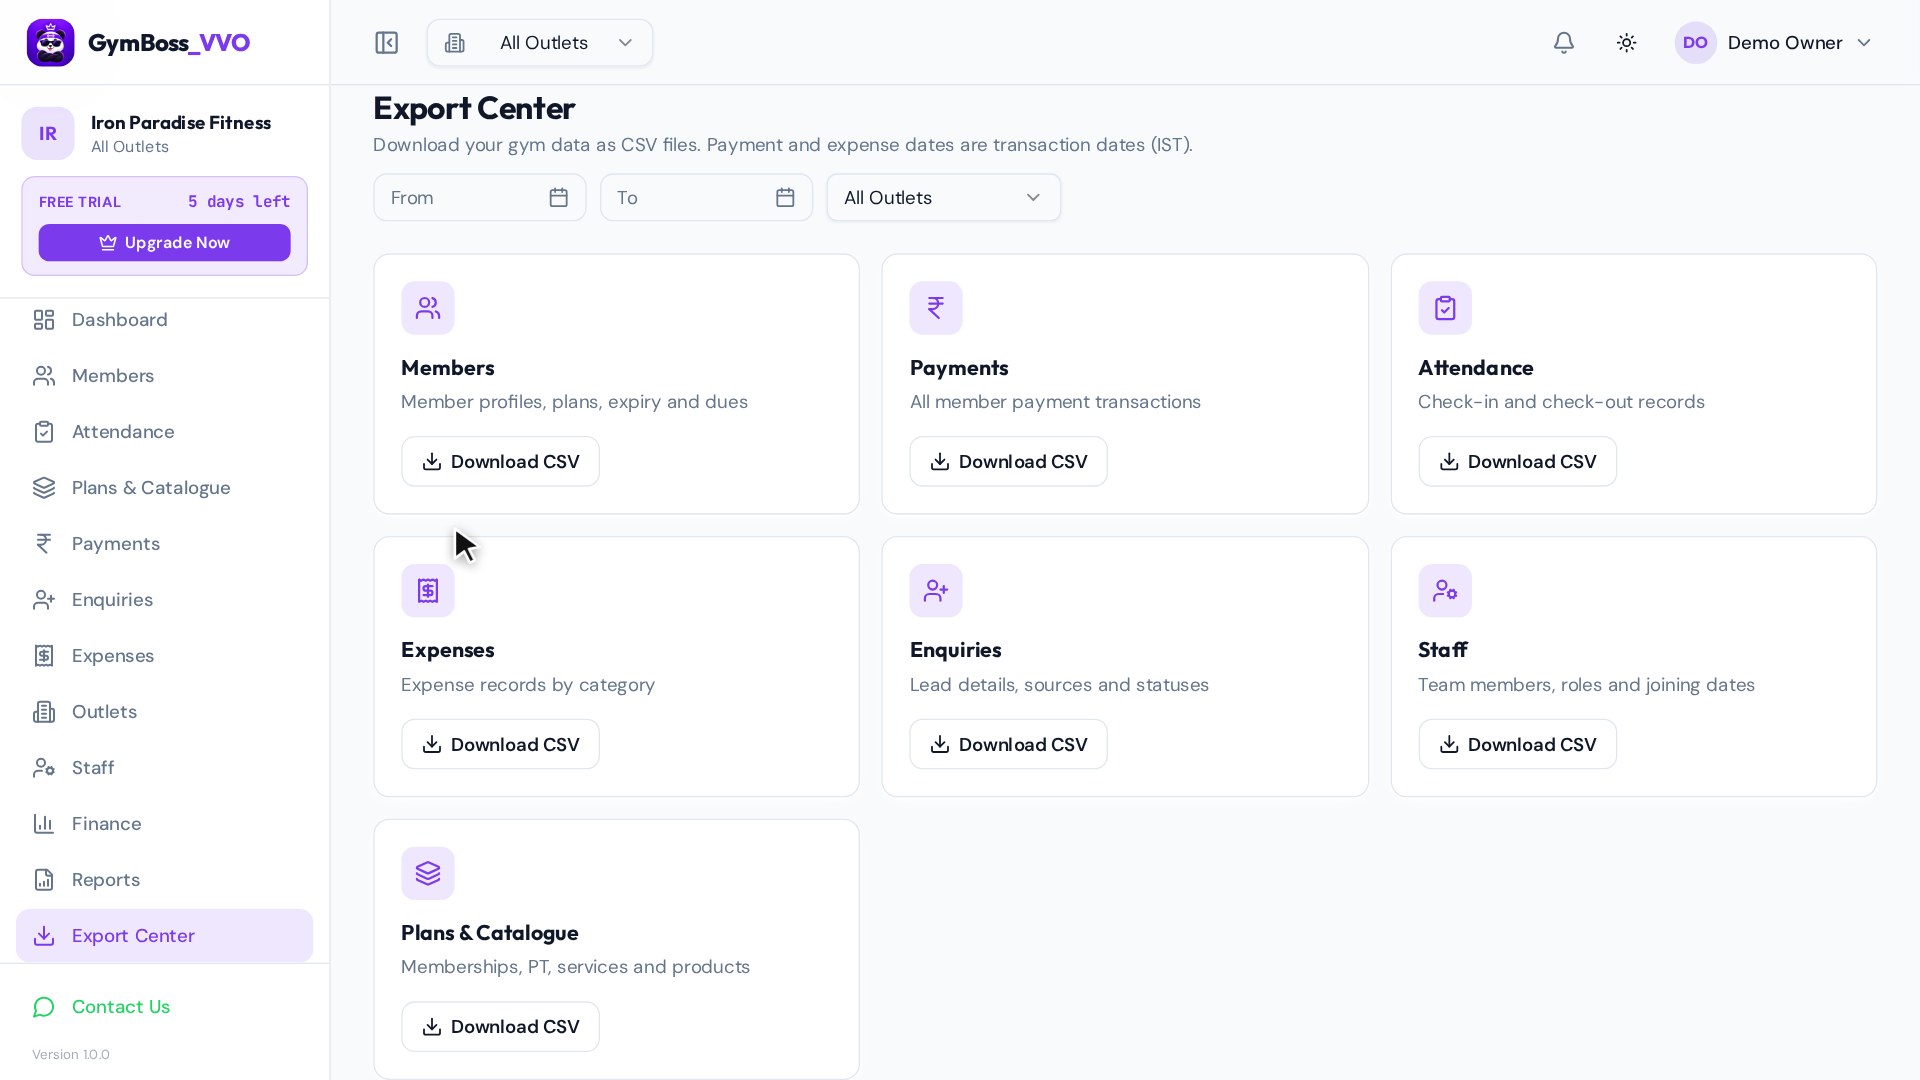 GymBoss_VVO
All Outlets
DO
Demo Owner
IR
Iron Paradise Fitness
All Outlets
FREE TRIAL
5 days left
Upgrade Now
Dashboard
Members
Attendance
Plans & Catalogue
Payments
Enquiries
Expenses
Outlets
Staff
Finance
Reports
Export Center
Contact Us
Version 1.0.0
Export Center
Download your gym data as CSV files. Payment and expense dates are transaction dates (IST).
From
To
All Outlets
Members
Member profiles, plans, expiry and dues
Download CSV
Payments
All member payment transactions
Download CSV
Attendance
Check-in and check-out records
Download CSV
Expenses
Expense records by category
Download CSV
Enquiries
Lead details, sources and statuses
Download CSV
Staff
Team members, roles and joining dates
Download CSV
Plans & Catalogue
Memberships, PT, services and products
Download CSV